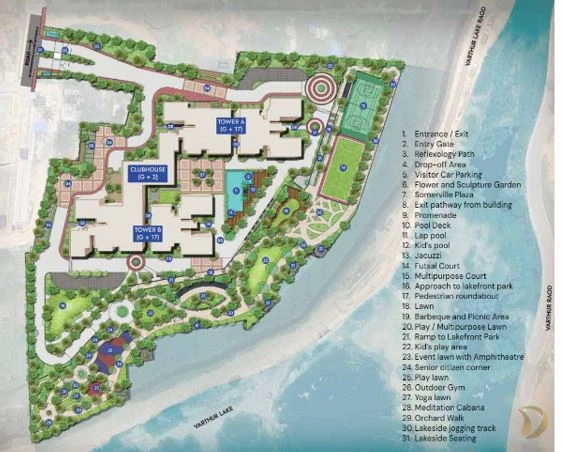 VARTHUR LAKE RAOD
TOWER A
(G + 17)
CLUBHOUSE
(G + 2)
TOWER B
(G + 17)
VARTHUR LAKE
VARTHUR RAOD
1. Entrance / Exit
2. Entry Gate
3. Reflexology Path
4. Drop-off Area
5. Visitor Car Parking
6. Flower and Sculpture Garden
7. Somerville Plaza
8. Exit pathway from building
9. Promenade
10. Pool Deck
11. Lap pool
12. Kid's pool
13. Jacuzzi
14. Futsal Court
15. Multipurpose Court
16. Approach to lakefront park
17. Pedestrian roundabout
18. Lawn
19. Barbeque and Picnic Area
20. Play / Multipurpose Lawn
21. Ramp to Lakefront Park
22. Kid's play area
23. Event lawn with Amphitheatre
24. Senior citizen corner
25. Play lawn
26. Outdoor Gym
27. Yoga lawn
28. Meditation Cabana
29. Orchard Walk
30. Lakeside jogging track
31. Lakeside Seating